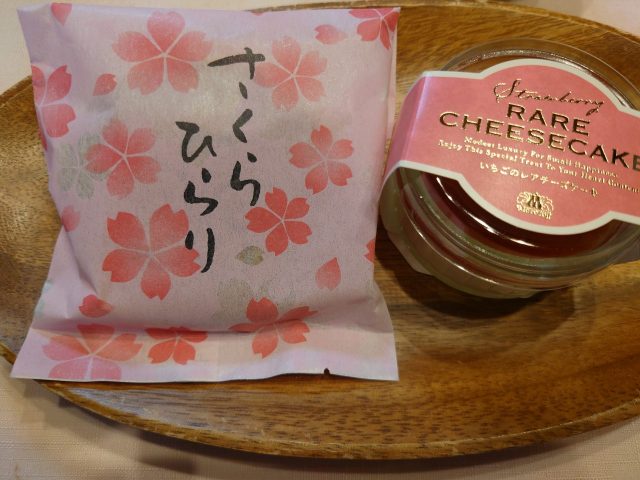 さくら
ひらり
Strawberry
RARE
CHEESECAKE
Modest Luxury For Small Happiness.
Enjoy This Special Treat To Your Heart
いちごのレアチーズケーキ